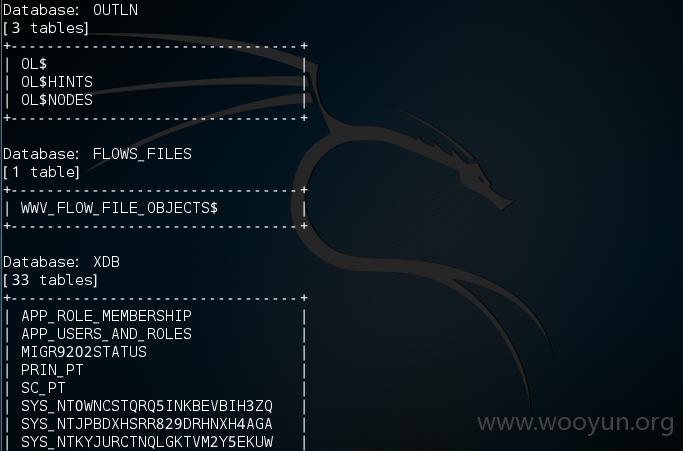 Database: OUTLN
[3 tables]
+--------------------------------+
| OL$ |
| OL$HINTS |
| OL$NODES |
+--------------------------------+
Database: FLOWS_FILES
[1 table]
+--------------------------------+
| WWV_FLOW_FILE_OBJECTS$ |
+--------------------------------+
Database: XDB
[33 tables]
+--------------------------------+
| APP_ROLE_MEMBERSHIP |
| APP_USERS_AND_ROLES |
| MIGR9202STATUS |
| PRIN_PT |
| SC_PT |
| SYS_NTOWNCSTQRQ5INKBEVBIH3ZQ |
| SYS_NTJPBDXHSRR829DRHNXH4AGA |
| SYS_NTKYJURCTNQLGKTVM2Y5EKUW |
www.wooyun.org